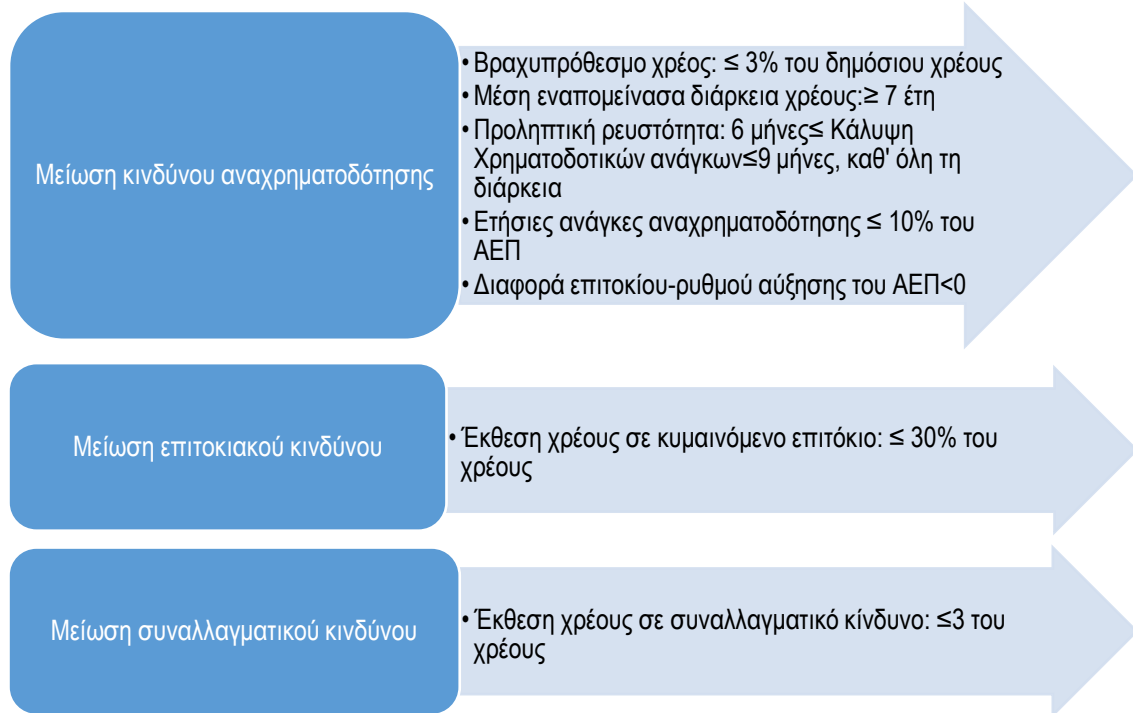 Μείωση κινδύνου αναχρηματοδότησης
• Βραχυπρόθεσμο χρέος: ≤ 3% του δημόσιου χρέους
• Μέση εναπομείνασα διάρκεια χρέους:≥ 7 έτη
• Προληπτική ρευστότητα: 6 μήνες≤ Κάλυψη
Χρηματοδοτικών ανάγκων≤9 μήνες, καθ' όλη τη
διάρκεια
• Ετήσιες ανάγκες αναχρηματοδότησης ≤ 10% του
ΑΕΠ
• Διαφορά επιτοκίου-ρυθμού αύξησης του ΑΕΠ<0
Μείωση επιτοκιακού κινδύνου
• Έκθεση χρέους σε κυμαινόμενο επιτόκιο: ≤ 30% του
χρέους
Μείωση συναλλαγματικού κινδύνου
• Έκθεση χρέους σε συναλλαγματικό κίνδυνο: ≤3 του
χρέους